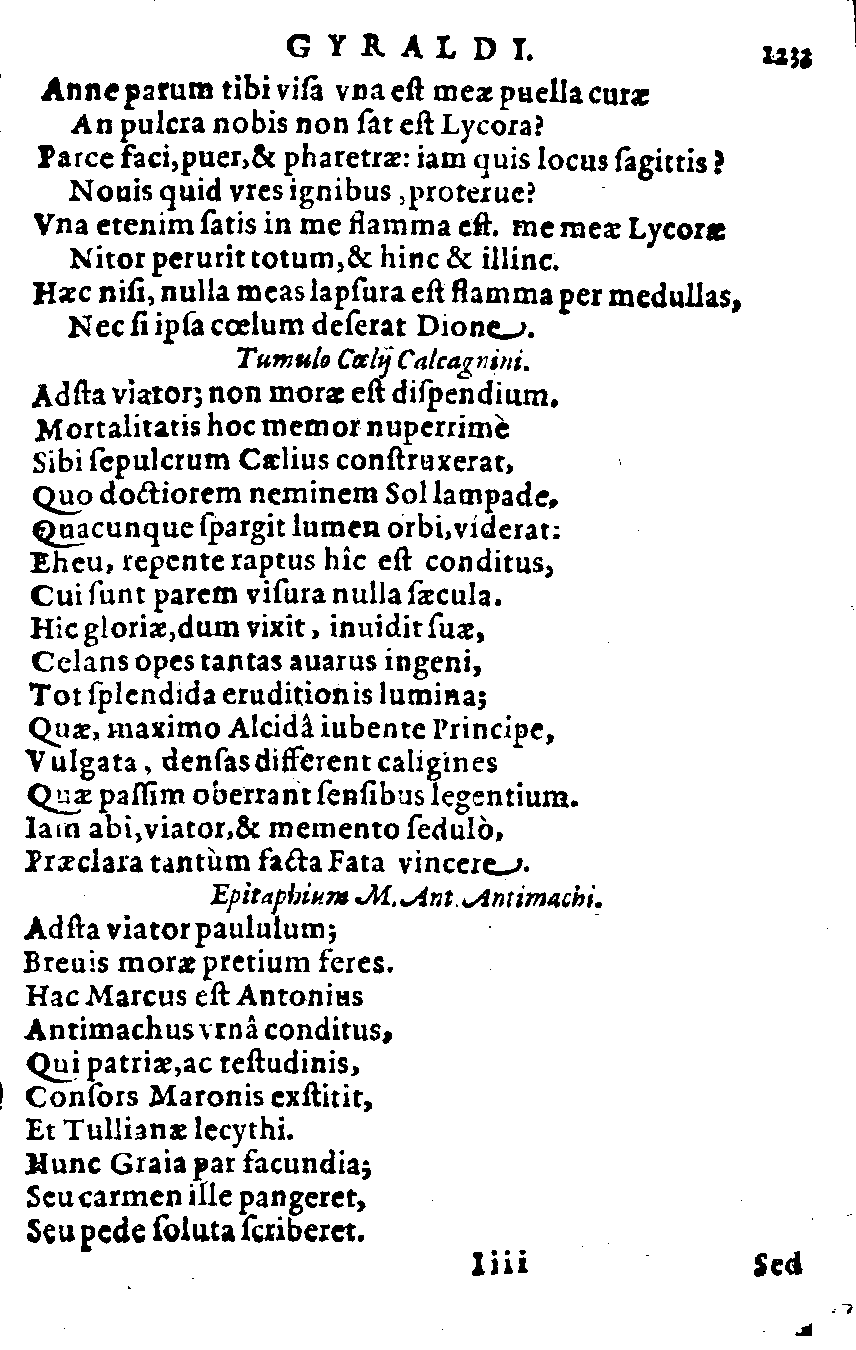 GYRALDI. 1233
Anne parum tibi viſa vna eſt meæ puella curæ
An pulcra nobis non ſat eſt Lycora?
Parce faci, puer, & pharetræ: iam quis locus ſagittis?
Nouis quid vres ignibus, proterue?
Vna etenim ſatis in me flamma eſt. me meæ Lycoræ
Nitor perurit totum, & hinc & illinc.
Hæc niſi, nulla meas lapſura eſt flamma per medullas,
Nec ſi ipſa cœlum deſerat Dione.
Tumulo Cœlij Calcagnini.
Adſta viator; non moræ eſt diſpendium.
Mortalitatis hoc memor nuperrimè
Sibi ſepulcrum Cælius conſtruxerat,
Quo doctiorem neminem Sol lampade,
Quacunque ſpargit lumen orbi, viderat:
Eheu, repente raptus hîc eſt conditus,
Cui ſunt parem viſura nulla ſæcula.
Hic gloriæ, dum vixit, inuidit ſuæ,
Celans opes tantas auarus ingeni,
Tot ſplendida eruditionis lumina;
Quæ, maximo Alcidâ iubente Principe,
Vulgata, denſas different caligines
Quæ paſſim oberrant ſenſibus legentium.
Iam abi, viator, & memento ſedulò,
Præclara tantùm facta Fata vincere.
Epitaphium M. Ant. Antimachi.
Adſta viator paululum;
Breuis moræ pretium feres.
Hac Marcus eſt Antonius
Antimachus vrnâ conditus,
Qui patriæ, ac teſtudinis,
Conſors Maronis exſtitit,
Et Tullianæ lecythi.
Hunc Graia par facundia;
Seu carmen ille pangeret,
Seu pede ſoluta ſcriberet.
Iiii Sed